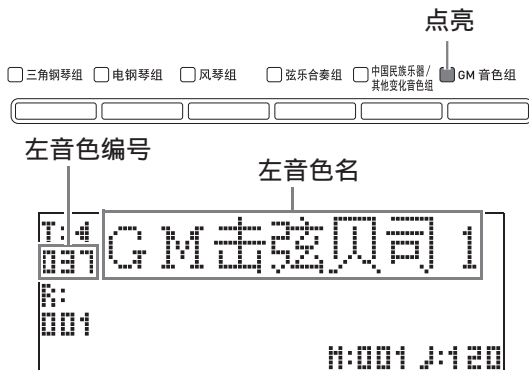 点亮
三角钢琴组 电钢琴组 风琴组 弦乐合奏组 中国民族乐器/其他变化音色组 GM 音色组
左音色编号
左音色名
T:4
037 GM击弦贝司1
R:
001
M:001 ♩:120